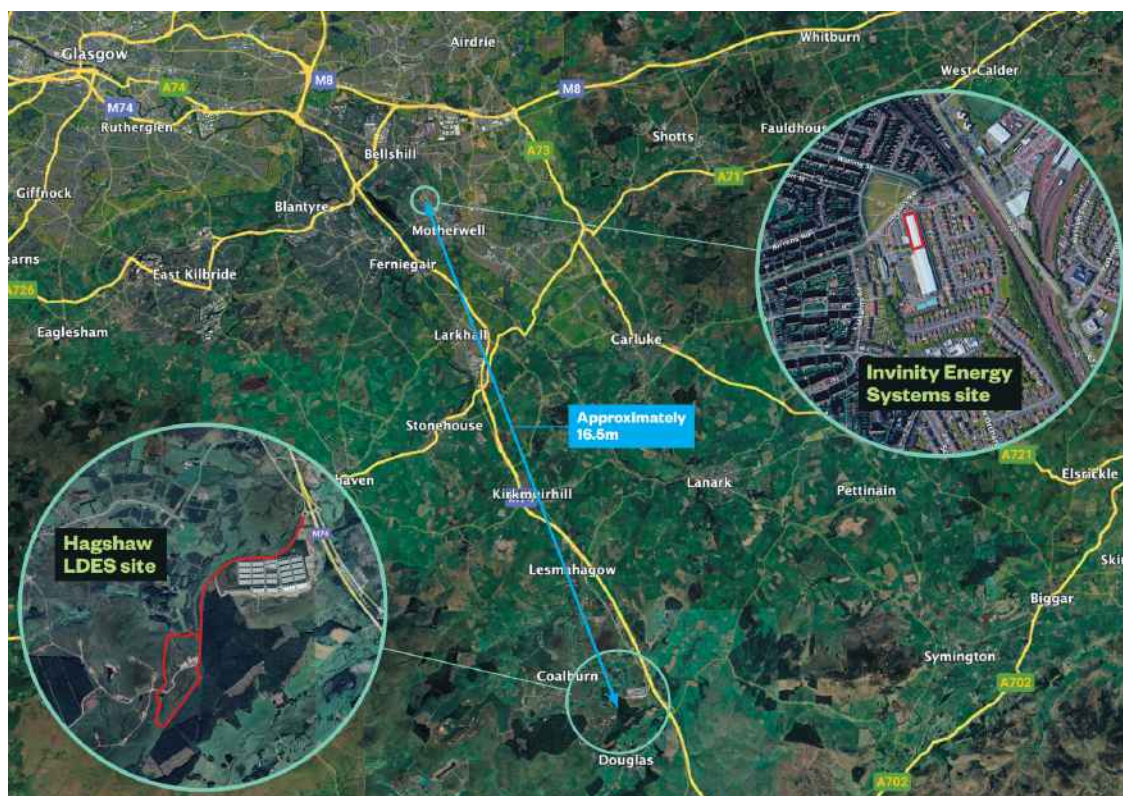 Glasgow
Airdrie
Whitburn
West Calder
A74
M8
M8
M74
Rutherglen
Shotts
Fauldhous
Bellshill
A73
A71
Giffnock
Blantyre
Motherwell
East Kilbride
Ferniegair
A726
Eaglesham
Larkhall
Carluke
Invinity Energy
Systems site
Approximately
16.5m
Stonehouse
A721
Elsrickle
haven
Lanark
Pettinain
Kirkmuirhill
Hagshaw
LDES site
M74
Lesmahagow
Biggar
Symington
Coalburn
A702
Douglas
A702